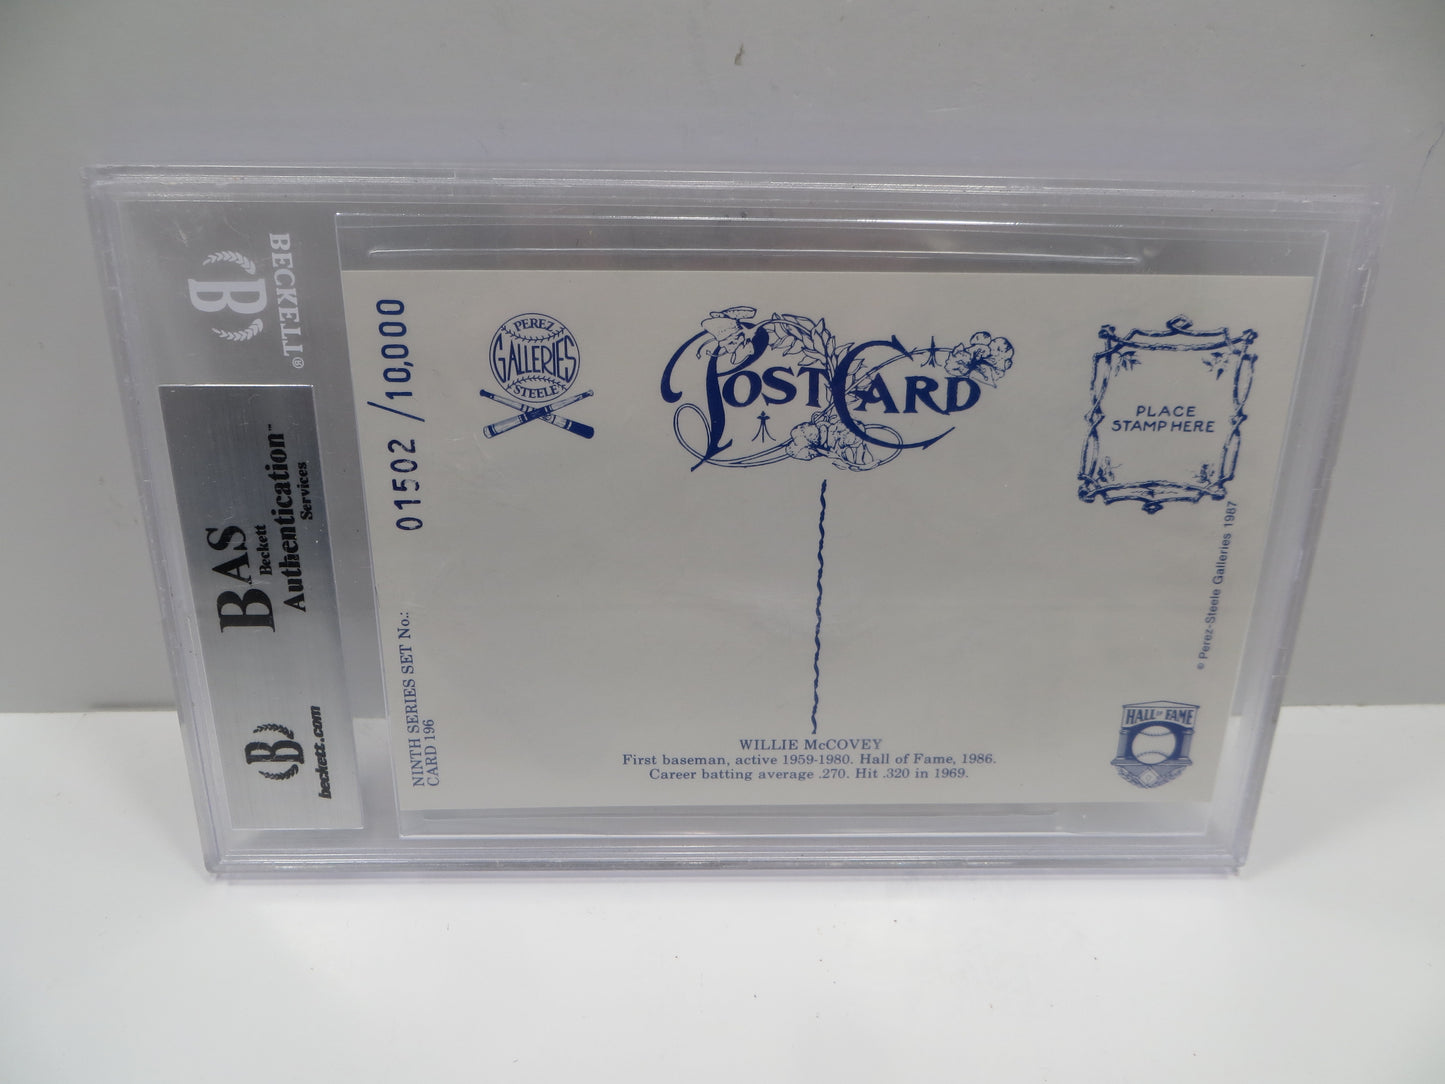 BECKETT®
B
BAS
Beckett
Authentication™
Services
B
beckett.com
01502 / 10,000
NINTH SERIES SET No.:
CARD 196
PEREZ
GALLERIES
STEELE
POST CARD
PLACE
STAMP HERE
© Perez-Steele Galleries 1987
HALL OF FAME
WILLIE McCOVEY
First baseman, active 1959-1980. Hall of Fame, 1986.
Career batting average .270. Hit .320 in 1969.